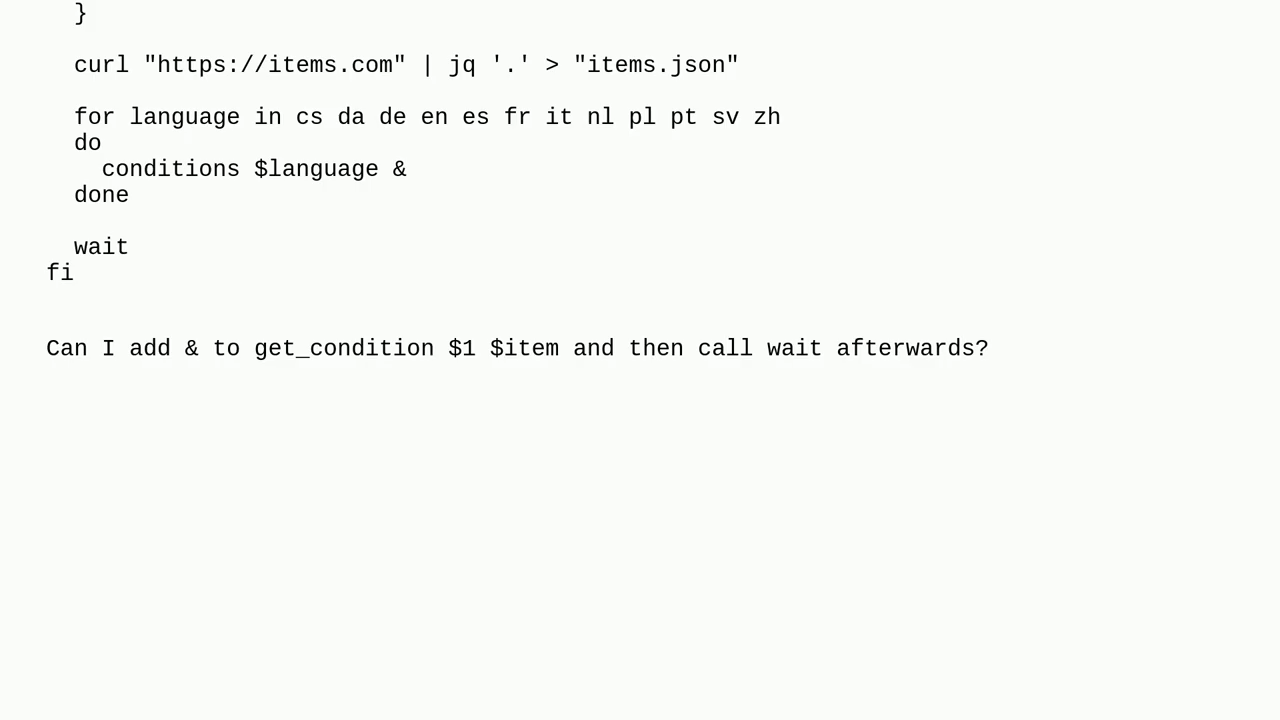 }
curl "https://items.com" | jq '.' > "items.json"
for language in cs da de en es fr it nl pl pt sv zh
do
conditions $language &
done
wait
fi
Can I add & to get_condition $1 $item and then call wait afterwards?